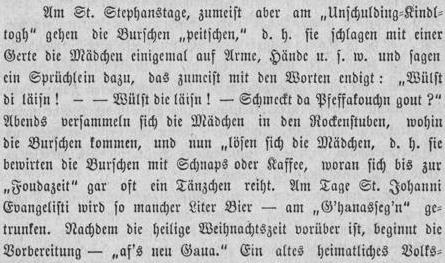 Am St. Stephanstage, zumeist aber am „Unschulding-Kindl-
togh" gehen die Burschen „peitschen," d. h. sie schlagen mit einer
Gerte die Mädchen einigemal auf Arme, Hände u. s. w. und sagen
ein Sprüchlein dazu, das zumeist mit den Worten endigt: „Wülst
di läisn! — — Wülst die läisn! — Schmeckt da Pfeffakouchn gout?"
Abends versammeln sich die Mädchen in den Rockenstuben, wohin
die Burschen kommen, und nun „lösen sich die Mädchen, d. h. sie
bewirten die Burschen mit Schnaps oder Kaffee, woran sich bis zur
„Foudazeit" gar oft ein Tänzchen reiht. Am Tage St. Johanni
Evangelisti wird so mancher Liter Bier — am „G'hanasseg'n" ge-
trunken. Nachdem die heilige Weihnachtszeit vorüber ist, beginnt die
Vorbereitung — „af's neu Gaua." Ein altes heimatliches Volks-